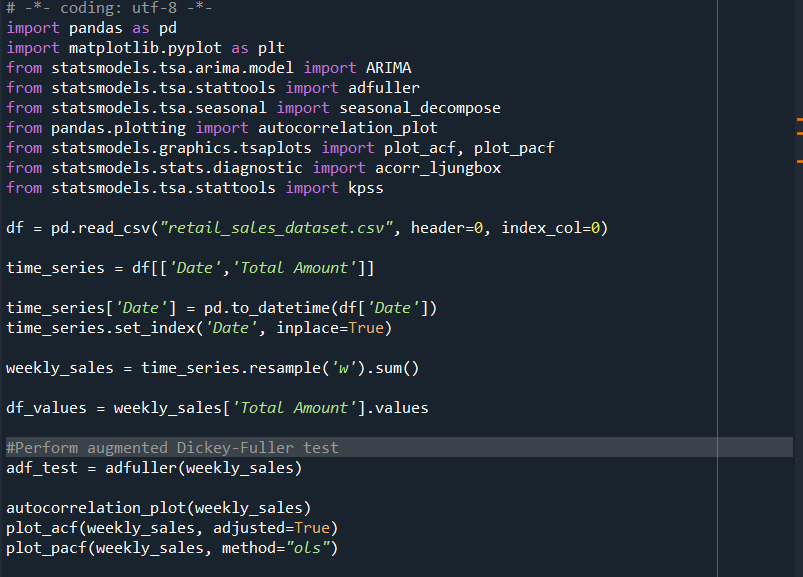 # -*- coding: utf-8 -*-
import pandas as pd
import matplotlib.pyplot as plt
from statsmodels.tsa.arima.model import ARIMA
from statsmodels.tsa.stattools import adfuller
from statsmodels.tsa.seasonal import seasonal_decompose
from pandas.plotting import autocorrelation_plot
from statsmodels.graphics.tsaplots import plot_acf, plot_pacf
from statsmodels.stats.diagnostic import acorr_ljungbox
from statsmodels.tsa.stattools import kpss
df = pd.read_csv("retail_sales_dataset.csv", header=0, index_col=0)
time_series = df[['Date','Total Amount']]
time_series['Date'] = pd.to_datetime(df['Date'])
time_series.set_index('Date', inplace=True)
weekly_sales = time_series.resample('w').sum()
df_values = weekly_sales['Total Amount'].values
#Perform augmented Dickey-Fuller test
adf_test = adfuller(weekly_sales)
autocorrelation_plot(weekly_sales)
plot_acf(weekly_sales, adjusted=True)
plot_pacf(weekly_sales, method="ols")